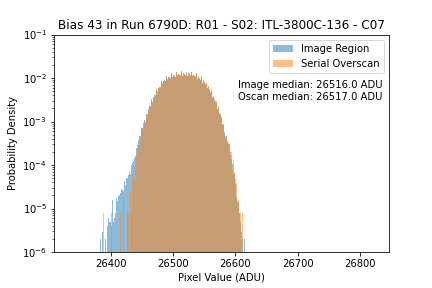 Bias 43 in Run 6790D: R01 - S02: ITL-3800C-136 - C07
Image Region
Serial Overscan
Image median: 26516.0 ADU
Oscan median: 26517.0 ADU
Probability Density
10⁻¹
10⁻²
10⁻³
10⁻⁴
10⁻⁵
10⁻⁶
26400 26500 26600 26700 26800
Pixel Value (ADU)